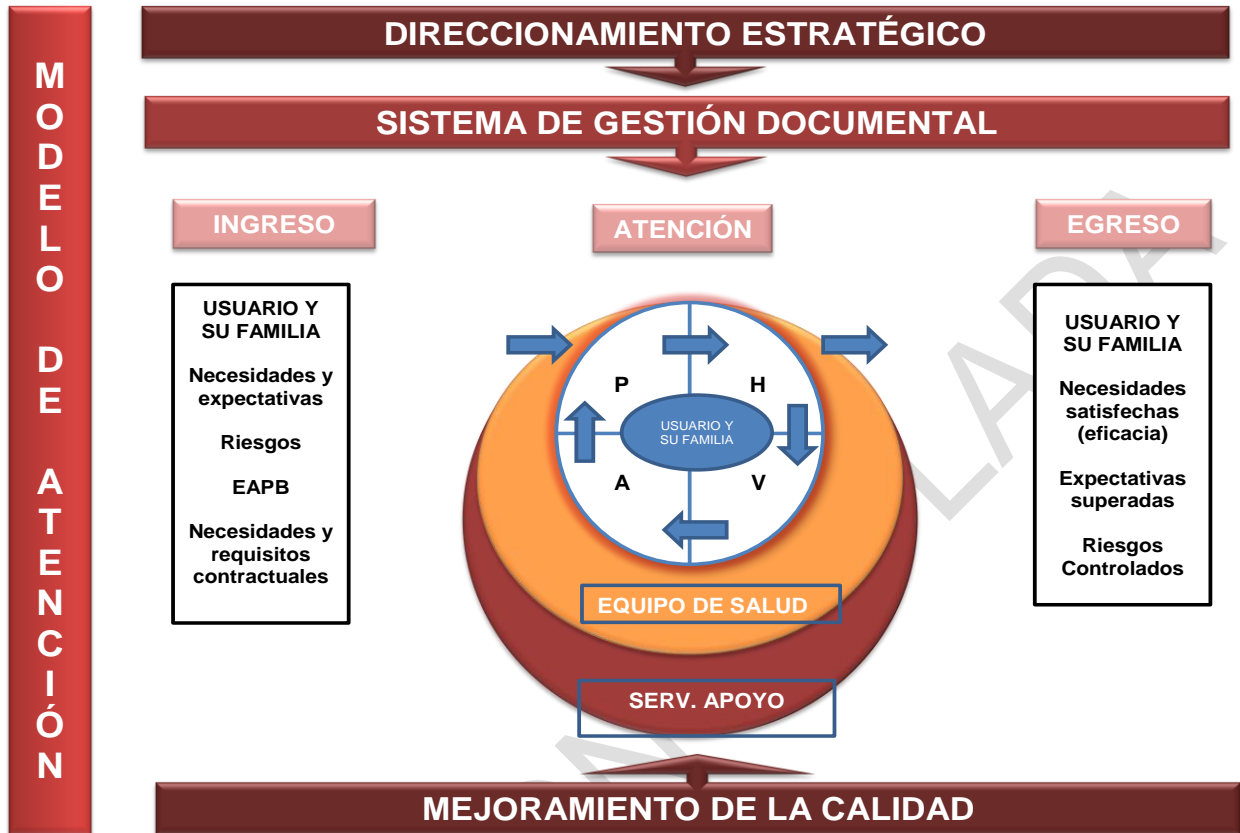 MODELO DE ATENCIÓN
DIRECCIONAMIENTO ESTRATÉGICO
SISTEMA DE GESTIÓN DOCUMENTAL
INGRESO
USUARIO Y
SU FAMILIA
Necesidades y
expectativas
Riesgos
EAPB
Necesidades y
requisitos
contractuales
ATENCIÓN
P
H
USUARIO Y
SU FAMILIA
A
V
EQUIPO DE SALUD
SERV. APOYO
EGRESO
USUARIO Y
SU FAMILIA
Necesidades
satisfechas
(eficacia)
Expectativas
superadas
Riesgos
Controlados
MEJORAMIENTO DE LA CALIDAD